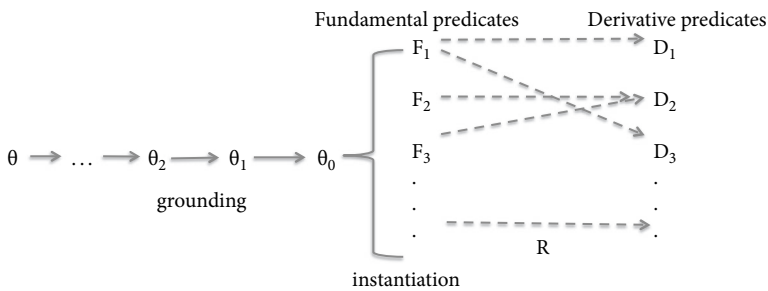 Fundamental predicates Derivative predicates
F₁ D₁
F₂ D₂
θ … θ₂ θ₁ θ₀ F₃ D₃
grounding
. .
. .
. .
R
instantiation